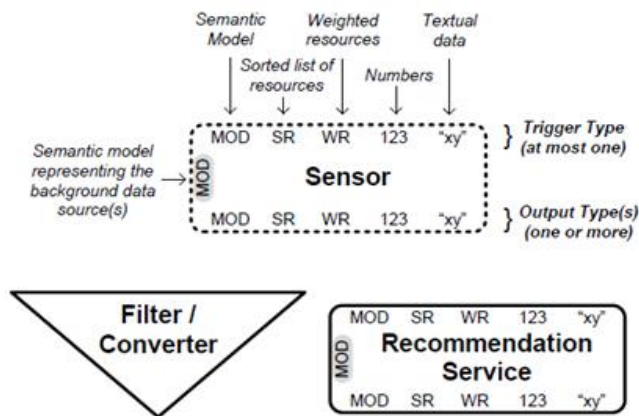 Semantic
Model
Weighted
resources
Textual
data
Sorted list of
resources
Numbers
MOD SR WR 123 "xy"
} Trigger Type
(at most one)
Semantic model
representing the
background data
source(s)
MOD
Sensor
MOD SR WR 123 "xy"
} Output Type(s)
(one or more)
Filter /
Converter
MOD SR WR 123 "xy"
MOD
Recommendation
Service
MOD SR WR 123 "xy"